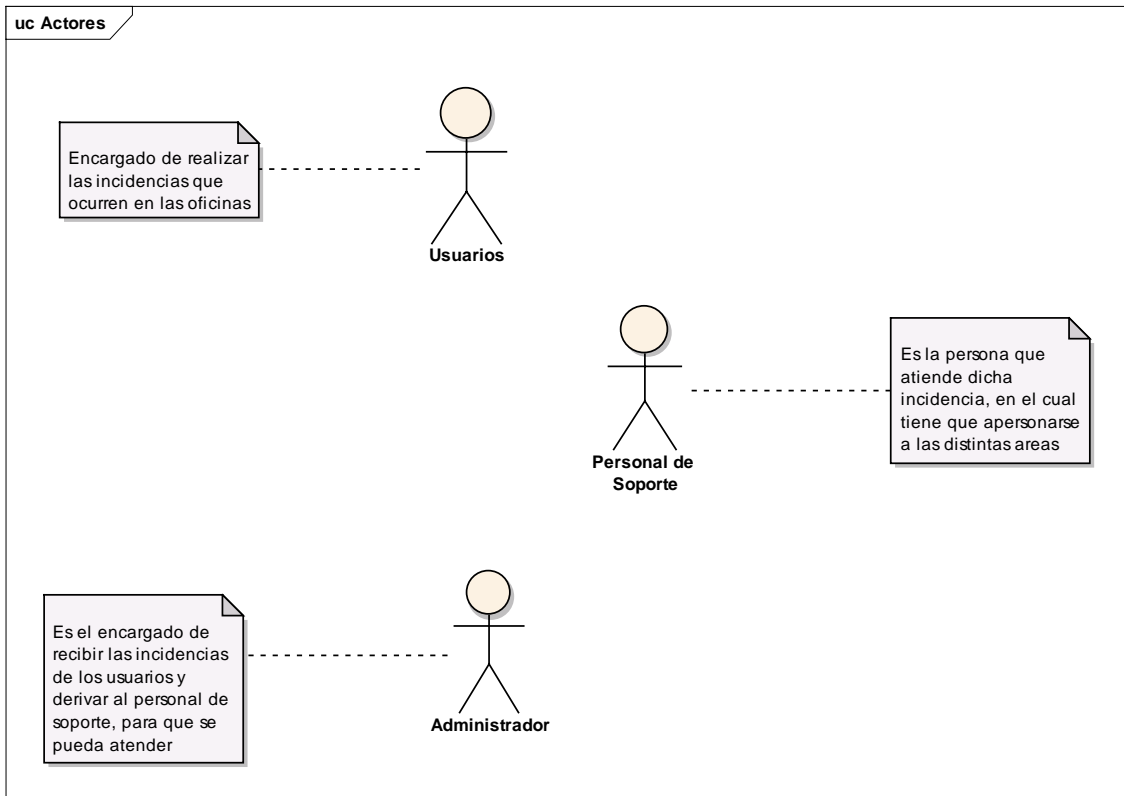 uc Actores
Encargado de realizar
las incidencias que
ocurren en las oficinas
Usuarios
Personal de
Soporte
Es la persona que
atiende dicha
incidencia, en el cual
tiene que apersonarse
a las distintas areas
Es el encargado de
recibir las incidencias
de los usuarios y
derivar al personal de
soporte, para que se
pueda atender
Administrador